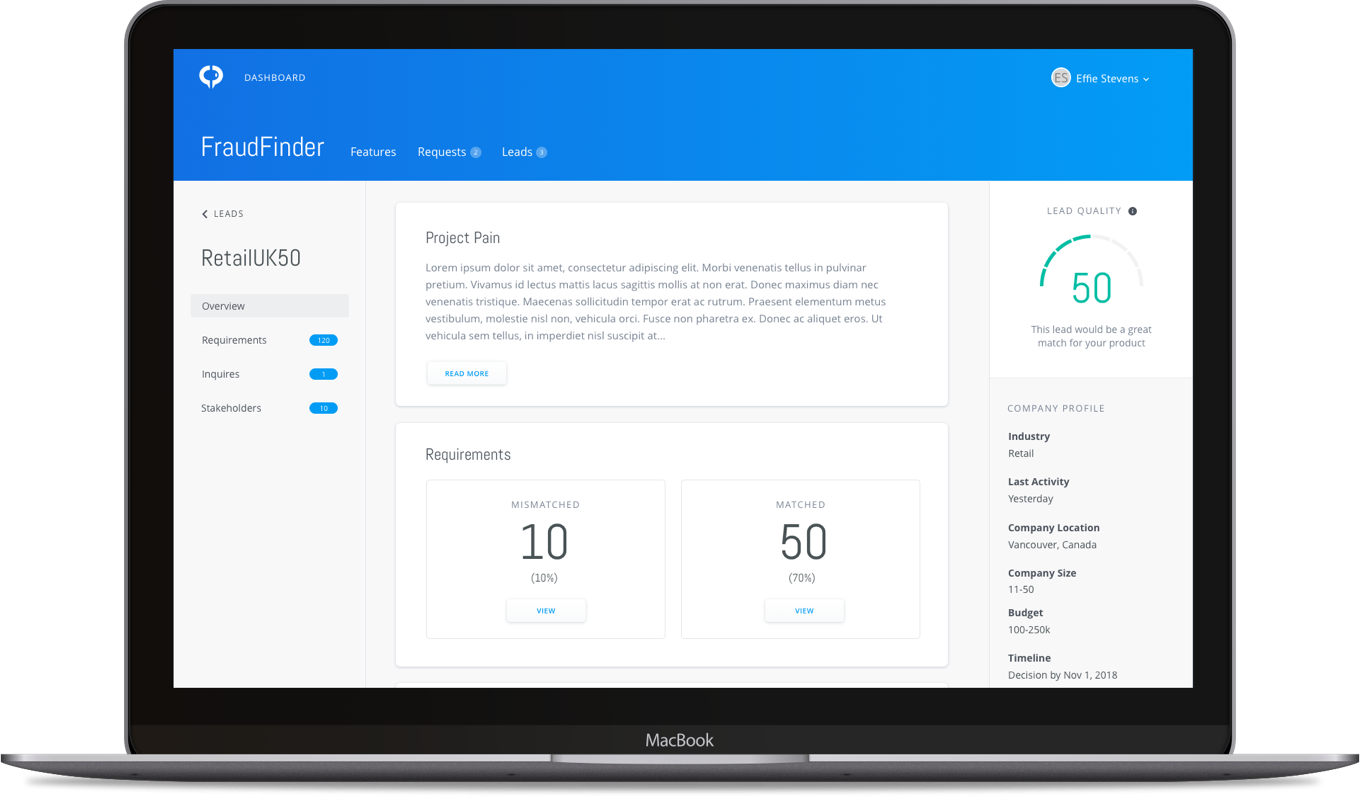 DASHBOARD
ES Effie Stevens
FraudFinder
Features
Requests 2
Leads 3
LEADS
RetailUK50
Overview
Requirements 120
Inquires 1
Stakeholders 10
Project Pain
Lorem ipsum dolor sit amet, consectetur adipiscing elit. Morbi venenatis tellus in pulvinar
pretium. Vivamus id lectus mattis lacus sagittis mollis at non erat. Donec maximus diam nec
venenatis tristique. Maecenas sollicitudin tempor erat ac rutrum. Praesent elementum metus
vestibulum, molestie nisl non, vehicula orci. Fusce non pharetra ex. Donec ac aliquet eros. Ut
vehicula sem tellus, in imperdiet nisl suscipit at...
READ MORE
Requirements
MISMATCHED
10
(10%)
VIEW
MATCHED
50
(70%)
VIEW
LEAD QUALITY i
50
This lead would be a great
match for your product
COMPANY PROFILE
Industry
Retail
Last Activity
Yesterday
Company Location
Vancouver, Canada
Company Size
11-50
Budget
100-250k
Timeline
Decision by Nov 1, 2018
MacBook